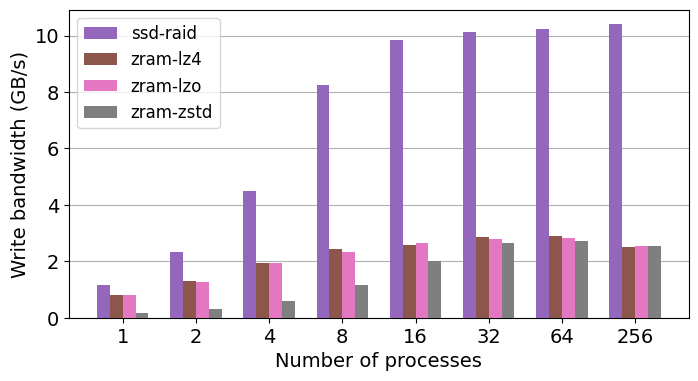 Write bandwidth (GB/s)
10
8
6
4
2
0
ssd-raid
zram-lz4
zram-lzo
zram-zstd
1 2 4 8 16 32 64 256
Number of processes